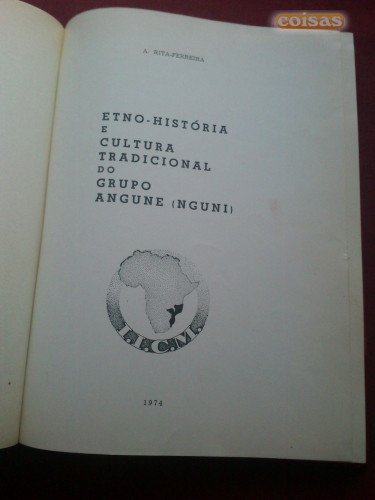 coisas
A. RITA-FERREIRA
ETNO-HISTÓRIA
E
CULTURA
TRADICIONAL
DO
GRUPO
ANGUNE (NGUNI)
I.I.C.M.
1974